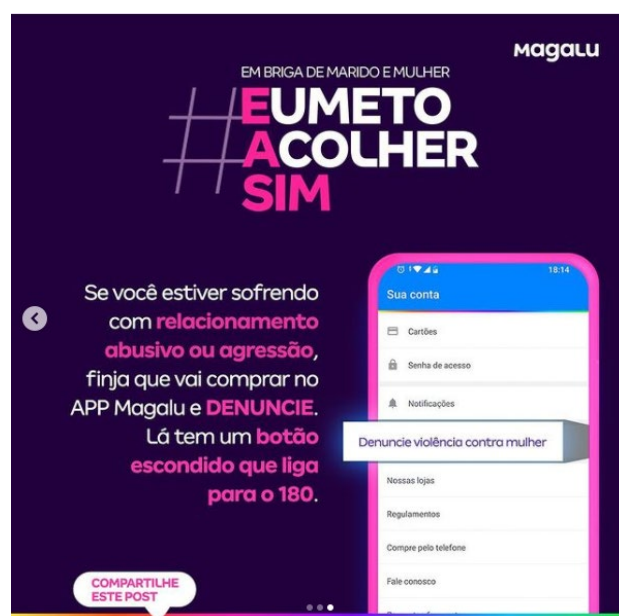 Magalu
EM BRIGA DE MARIDO E MULHER
#EUMETO
ACOLHER
SIM
Se você estiver sofrendo
com relacionamento
abusivo ou agressão,
finja que vai comprar no
APP Magalu e DENUNCIE.
Lá tem um botão
escondido que liga
para o 180.
18:14
Sua conta
Cartões
Senha de acesso
Notificações
Denuncie violência contra mulher
Nossas lojas
Regulamentos
Compre pelo telefone
Fale conosco
COMPARTILHE
ESTE POST